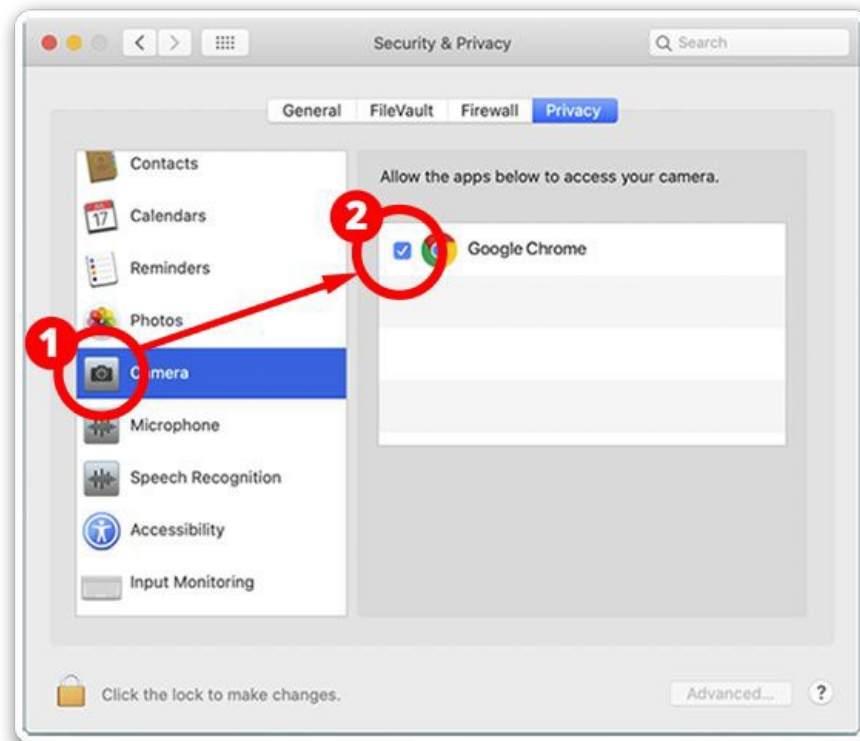 Security & Privacy
Search
General FileVault Firewall Privacy
Contacts
JUL
17
Calendars
Reminders
Photos
Camera
Microphone
Speech Recognition
Accessibility
Input Monitoring
Allow the apps below to access your camera.
Google Chrome
1
2
Click the lock to make changes.
Advanced...
?